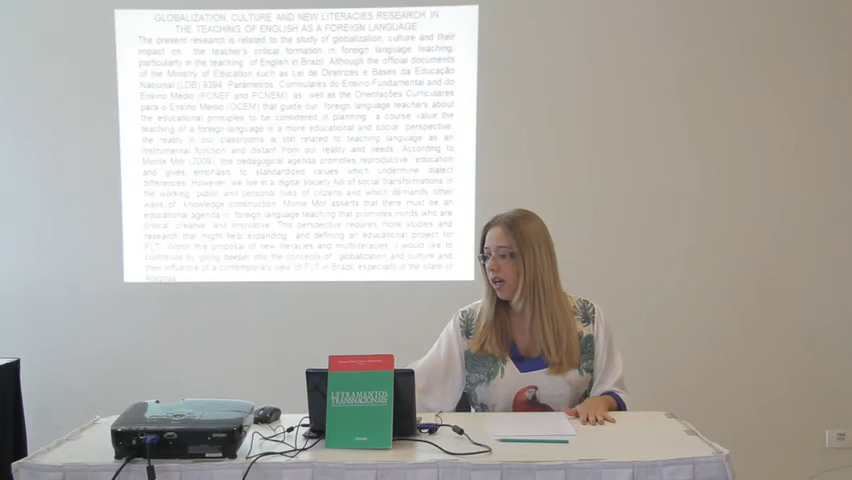 GLOBALIZATION, CULTURE AND NEW LITERACIES RESEARCH IN
THE TEACHING OF ENGLISH AS A FOREIGN LANGUAGE
The present research is related to the study of globalization, culture and their
impact on the teacher's critical formation in foreign language teaching,
particularly in the teaching of English in Brazil. Although the official documents
of the Ministry of Education such as Lei de Diretrizes e Bases da Educação
Nacional (LDB) 9394, Parametros Curriculares do Ensino Fundamental and do
Ensino Médio (PCNEF and PCNEM), as well as the Orientações Curriculares
para o Ensino Médio (OCEM) that guide our foreign language teachers about
the educational principles to be considered in planning a course value the
teaching of a foreign language in a more educational and social perspective,
the reality in our classrooms is still related to teaching language as an
instrumental function and distant from our reality and needs. According to
Monte Mór (2009), this pedagogical agenda promotes reproductive education
and gives emphasis to standardized values which undermine dialect
differences. However, we live in a digital society full of social transformations in
the working, public and personal lives of citizens and which demands other
ways of knowledge construction. Monte Mor asserts that there must be an
educational agenda in foreign language teaching that promotes minds who are
critical, creative and innovative. This perspective requires more studies and
research that might help expanding and defining an educational project for
FLT. Within this proposal of new literacies and multiliteracies, I would like to
contribute by going deeper into the concepts of globalization and culture and
their influence of a contemporary view of FLT in Brazil, especially in the state of
Alagoas.
LETRAMENTOS
TRANSNACIONAIS